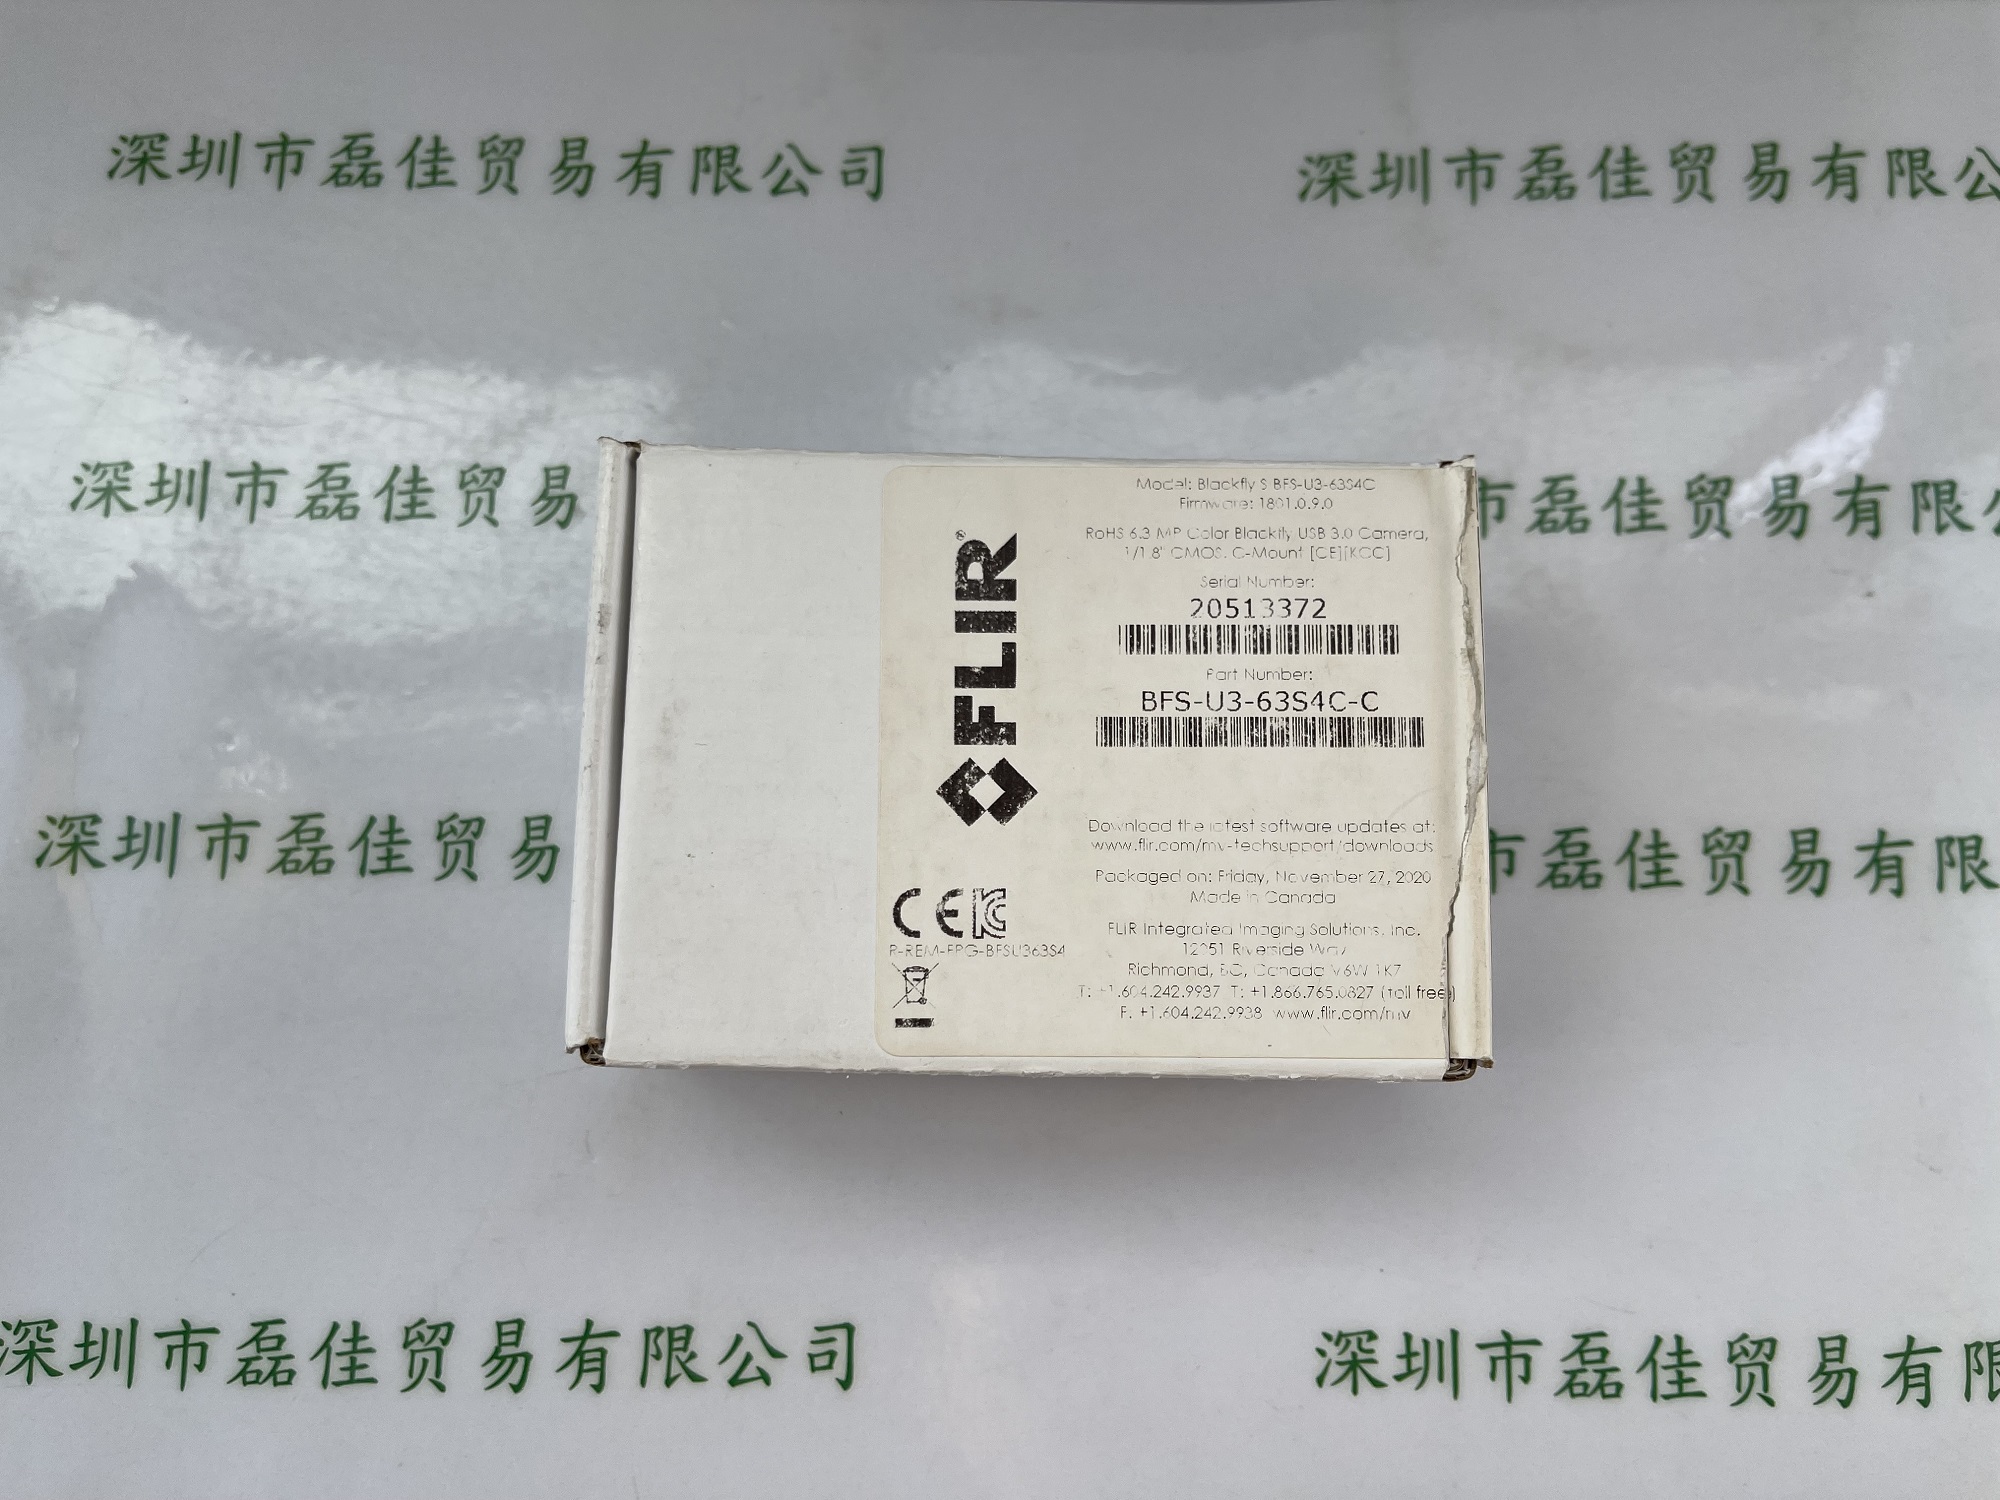 深圳市磊佳贸易有限公司
深圳市磊佳贸易有限公
深圳市磊佳贸易
市磊佳贸易有限公
深圳市磊佳贸易
市磊佳贸易有限
深圳市磊佳贸易有限公司
深圳市磊佳贸易有限
FLIR®
Model: Blackfly S BFS-U3-63S4C
Firmware: 1801.0.9.0
RoHS 6.3 MP Color Blackfly USB 3.0 Camera,
1/1.8" CMOS, C-Mount [CE][KCC]
Serial Number:
20513372
Part Number:
BFS-U3-63S4C-C
Download the latest software updates at:
www.flir.com/mv-techsupport/downloads
Packaged on: Friday, November 27, 2020
Made in Canada
FLIR Integrated Imaging Solutions, Inc.
12051 Riverside Way
Richmond, BC, Canada V6W 1K7
T: +1.604.242.9937 T: +1.866.765.0827 (toll free)
F. +1.604.242.9938 www.flir.com/mv
CE KC
R-REM-PPG-BFSU363S4